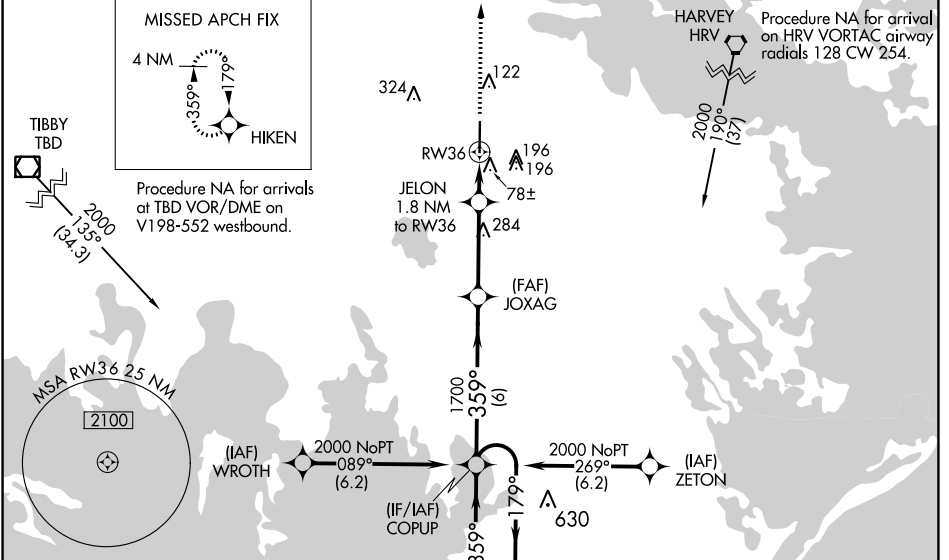 MISSED APCH FIX
4 NM
359°
179°
HIKEN
TIBBY
TBD
2000
135°
(34.3)
Procedure NA for arrivals
at TBD VOR/DME on
V198-552 westbound.
HARVEY
HRV
Procedure NA for arrival
on HRV VORTAC airway
radials 128 CW 254.
2000
190°
(37)
324
122
RW36
196
196
78±
JELON
1.8 NM
to RW36
284
(FAF)
JOXAG
1700
359°
(6)
MSA RW36 25 NM
2100
(IAF)
WROTH
2000 NoPT
089°
(6.2)
2000 NoPT
269°
(6.2)
(IAF)
ZETON
(IF/IAF)
COPUP
179°
630
359°